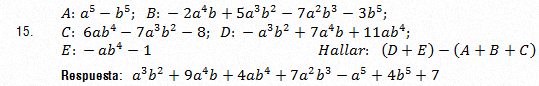 A: a⁵ − b⁵; B: − 2a⁴b + 5a³b² − 7a²b³ − 3b⁵;
15. C: 6ab⁴ − 7a³b² − 8; D: − a³b² + 7a⁴b + 11ab⁴;
E: − ab⁴ − 1 Hallar: (D + E) − (A + B + C)
Respuesta: a³b² + 9a⁴b + 4ab⁴ + 7a²b³ − a⁵ + 4b⁵ + 7